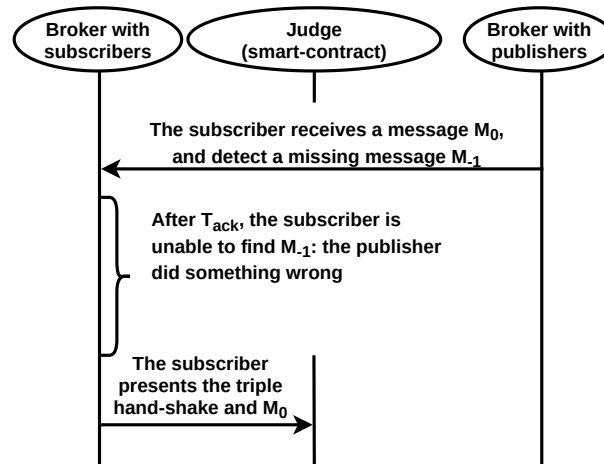 Broker with
subscribers
Judge
(smart-contract)
Broker with
publishers
The subscriber receives a message M₀,
and detect a missing message M₋₁
After Tₐcₖ, the subscriber is
unable to find M₋₁: the publisher
did something wrong
The subscriber
presents the triple
hand-shake and M₀